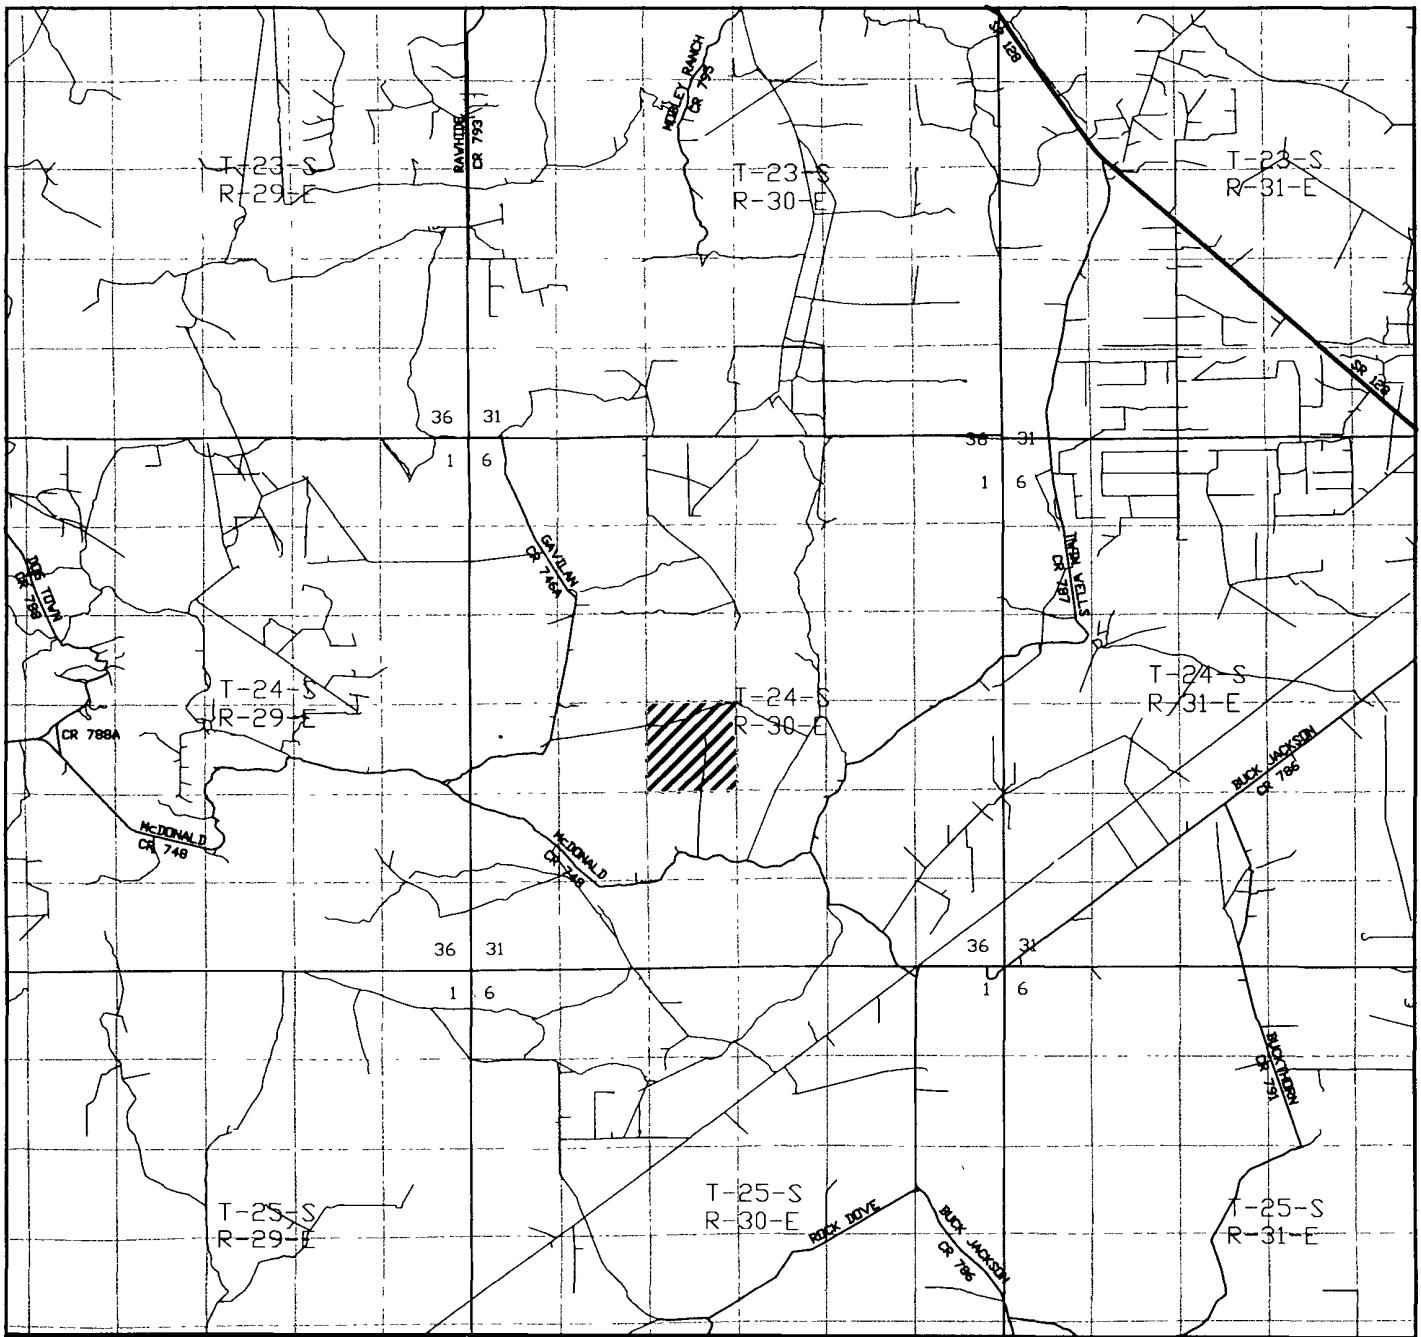 SR 128
MOBLEY RANCH
CR 795
RAWHIDE
CR 793
T-23-S
R-29-E
T-23-S
R-30-E
T-23-S
R-31-E
SR 128
36 31
1 6
36 31
1 6
GAVILAN
CR 746A
TWIN WELLS
CR 787
DOG TOWN
CR 788
T-24-S
R-29-E
T-24-S
R-30-E
T-24-S
R-31-E
CR 788A
BUCK JACKSON
CR 786
McDONALD
CR 748
McDONALD
CR 748
36 31
1 6
36 31
1 6
BUCKTHORN
CR 791
T-25-S
R-29-E
T-25-S
R-30-E
T-25-S
R-31-E
ROCK DOVE
BUCK JACKSON
CR 786